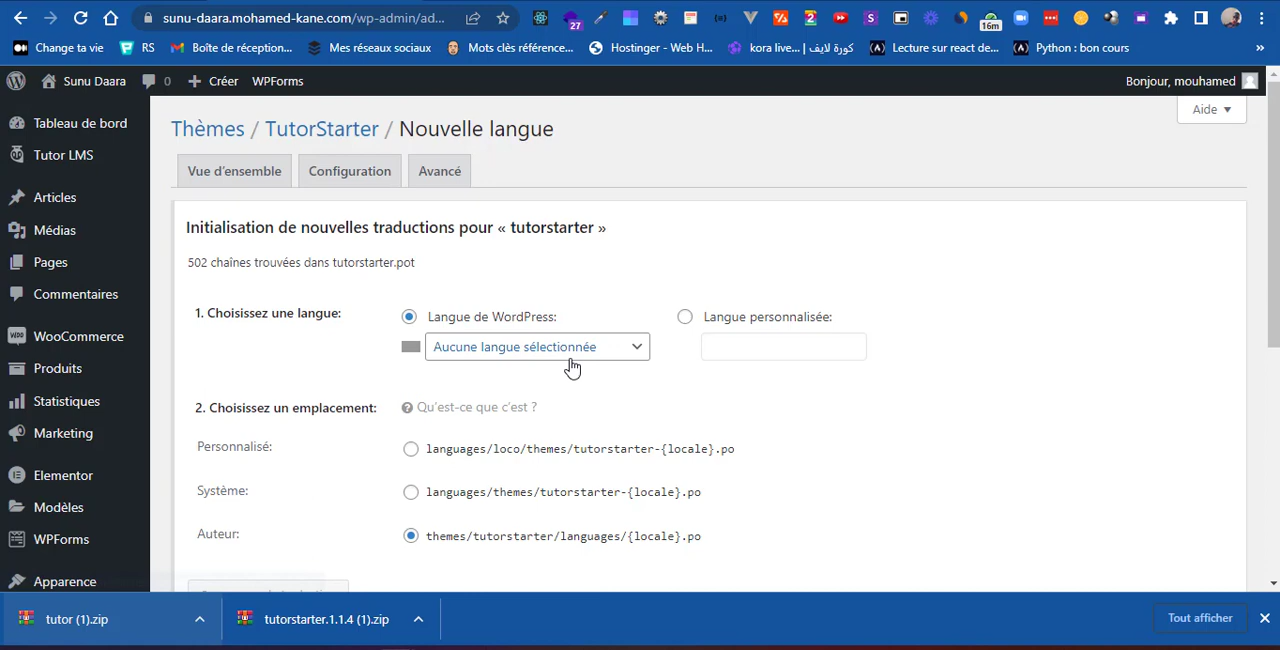 sunu-daara.mohamed-kane.com/wp-admin/ad...
27
2
S
16m
Change ta vie
RS
Boîte de réception...
Mes réseaux sociaux
Mots clés référence...
Hostinger - Web H...
kora live... | كورة لايف
Lecture sur react de...
Python : bon cours
»
Sunu Daara
0
Créer
WPForms
Bonjour, mouhamed
Aide
Tableau de bord
Tutor LMS
Articles
Médias
Pages
Commentaires
WooCommerce
Produits
Statistiques
Marketing
Elementor
Modèles
WPForms
Apparence
Thèmes / TutorStarter / Nouvelle langue
Vue d'ensemble
Configuration
Avancé
Initialisation de nouvelles traductions pour « tutorstarter »
502 chaînes trouvées dans tutorstarter.pot
1. Choisissez une langue:
Langue de WordPress:
Langue personnalisée:
Aucune langue sélectionnée
2. Choisissez un emplacement:
Qu'est-ce que c'est ?
Personnalisé:
languages/loco/themes/tutorstarter-{locale}.po
Système:
languages/themes/tutorstarter-{locale}.po
Auteur:
themes/tutorstarter/languages/{locale}.po
tutor (1).zip
tutorstarter.1.1.4 (1).zip
Tout afficher